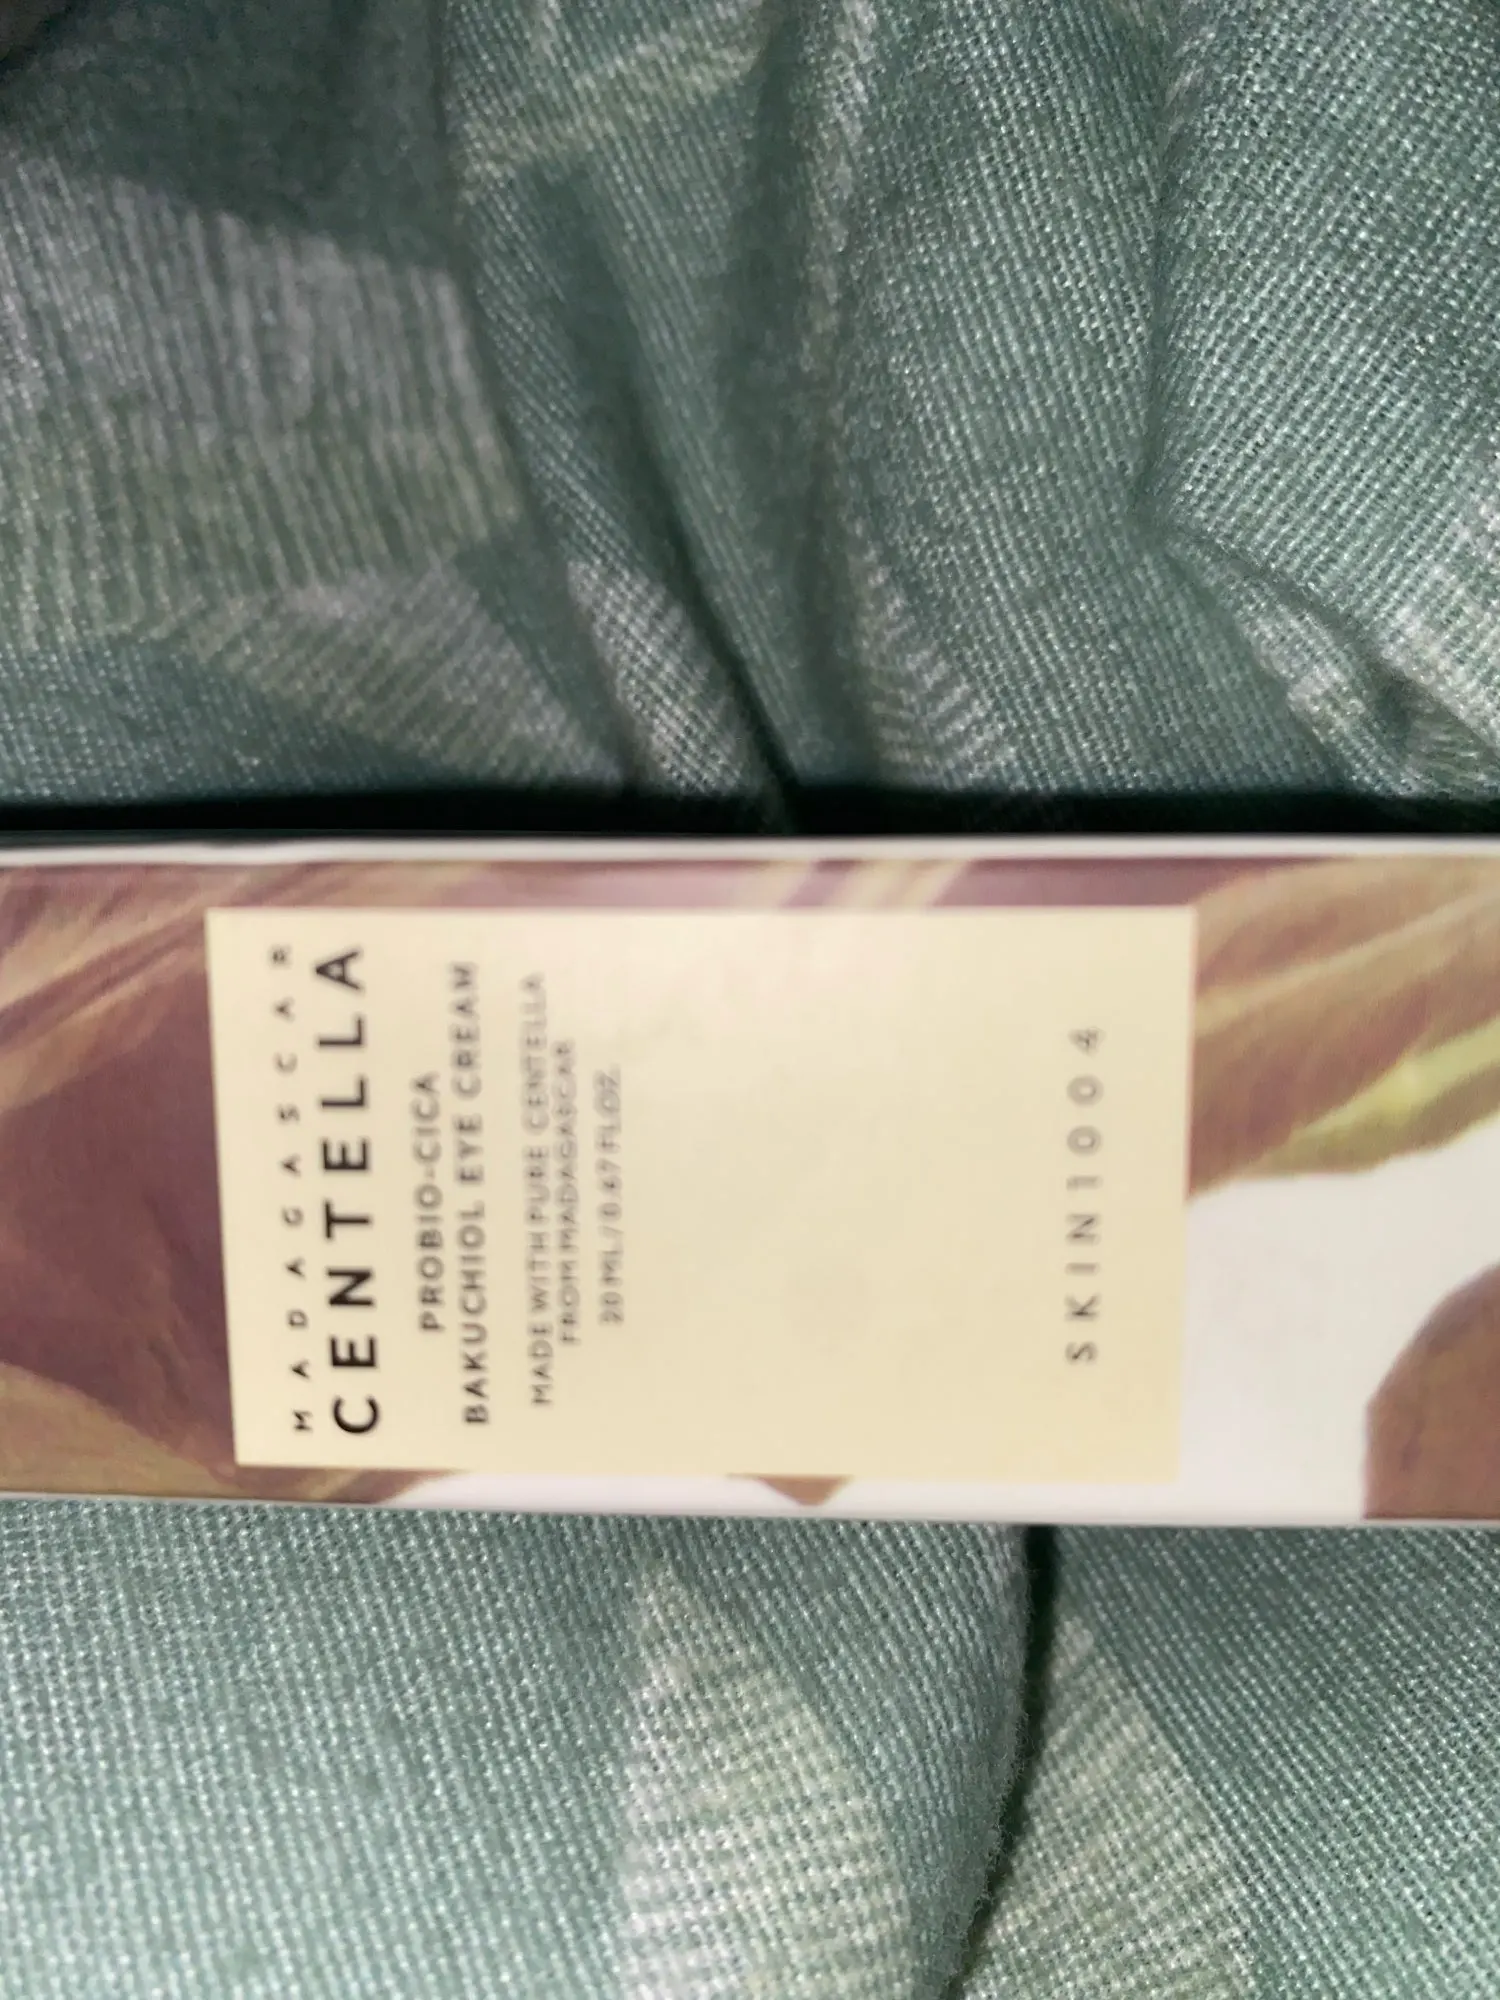 MADAGASCAR
CENTELLA
PROBIO-CICA
BAKUCHIOL EYE CREAM
MADE WITH PURE CENTELLA
FROM MADAGASCAR
20 ML / 0.67 FL.OZ.
SKIN1004